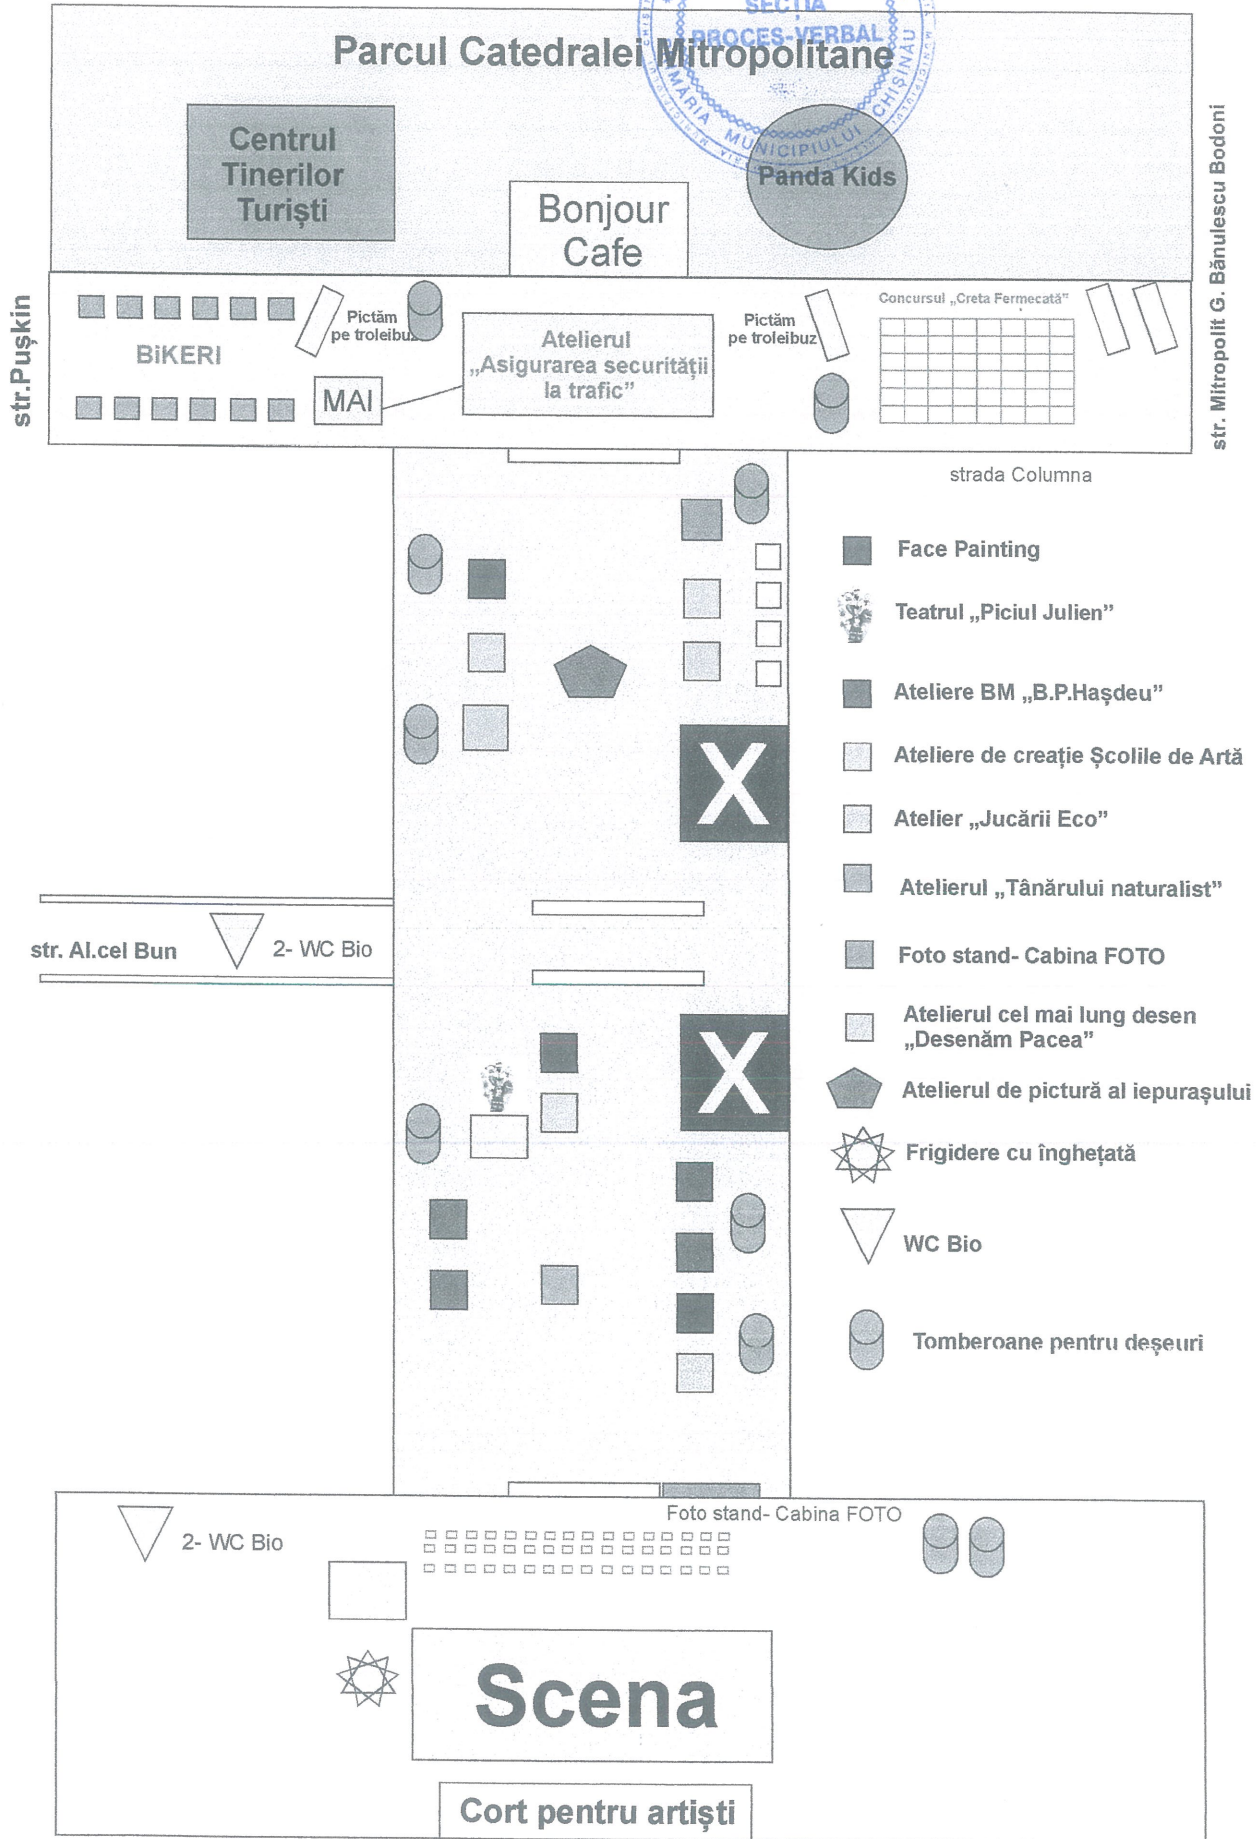 SECȚIA
PROCES-VERBAL
PRIMĂRIA MUNICIPIULUI CHIȘINĂU
Parcul Catedralei Mitropolitane
Centrul
Tinerilor
Turiști
Bonjour
Cafe
Panda Kids
str.Pușkin
str. Mitropolit G. Bănulescu Bodoni
BiKERI
Pictăm
pe troleibuz
MAI
Atelierul
„Asigurarea securității
la trafic”
Pictăm
pe troleibuz
Concursul „Creta Fermecată”
strada Columna
Face Painting
Teatrul „Piciul Julien”
Ateliere BM „B.P.Hașdeu”
X
Ateliere de creație Școlile de Artă
Atelier „Jucării Eco”
Atelierul „Tânărului naturalist”
str. Al.cel Bun
2- WC Bio
Foto stand- Cabina FOTO
Atelierul cel mai lung desen
„Desenăm Pacea”
X
Atelierul de pictură al iepurașului
Frigidere cu înghețată
WC Bio
Tomberoane pentru deșeuri
Foto stand- Cabina FOTO
2- WC Bio
Scena
Cort pentru artiști